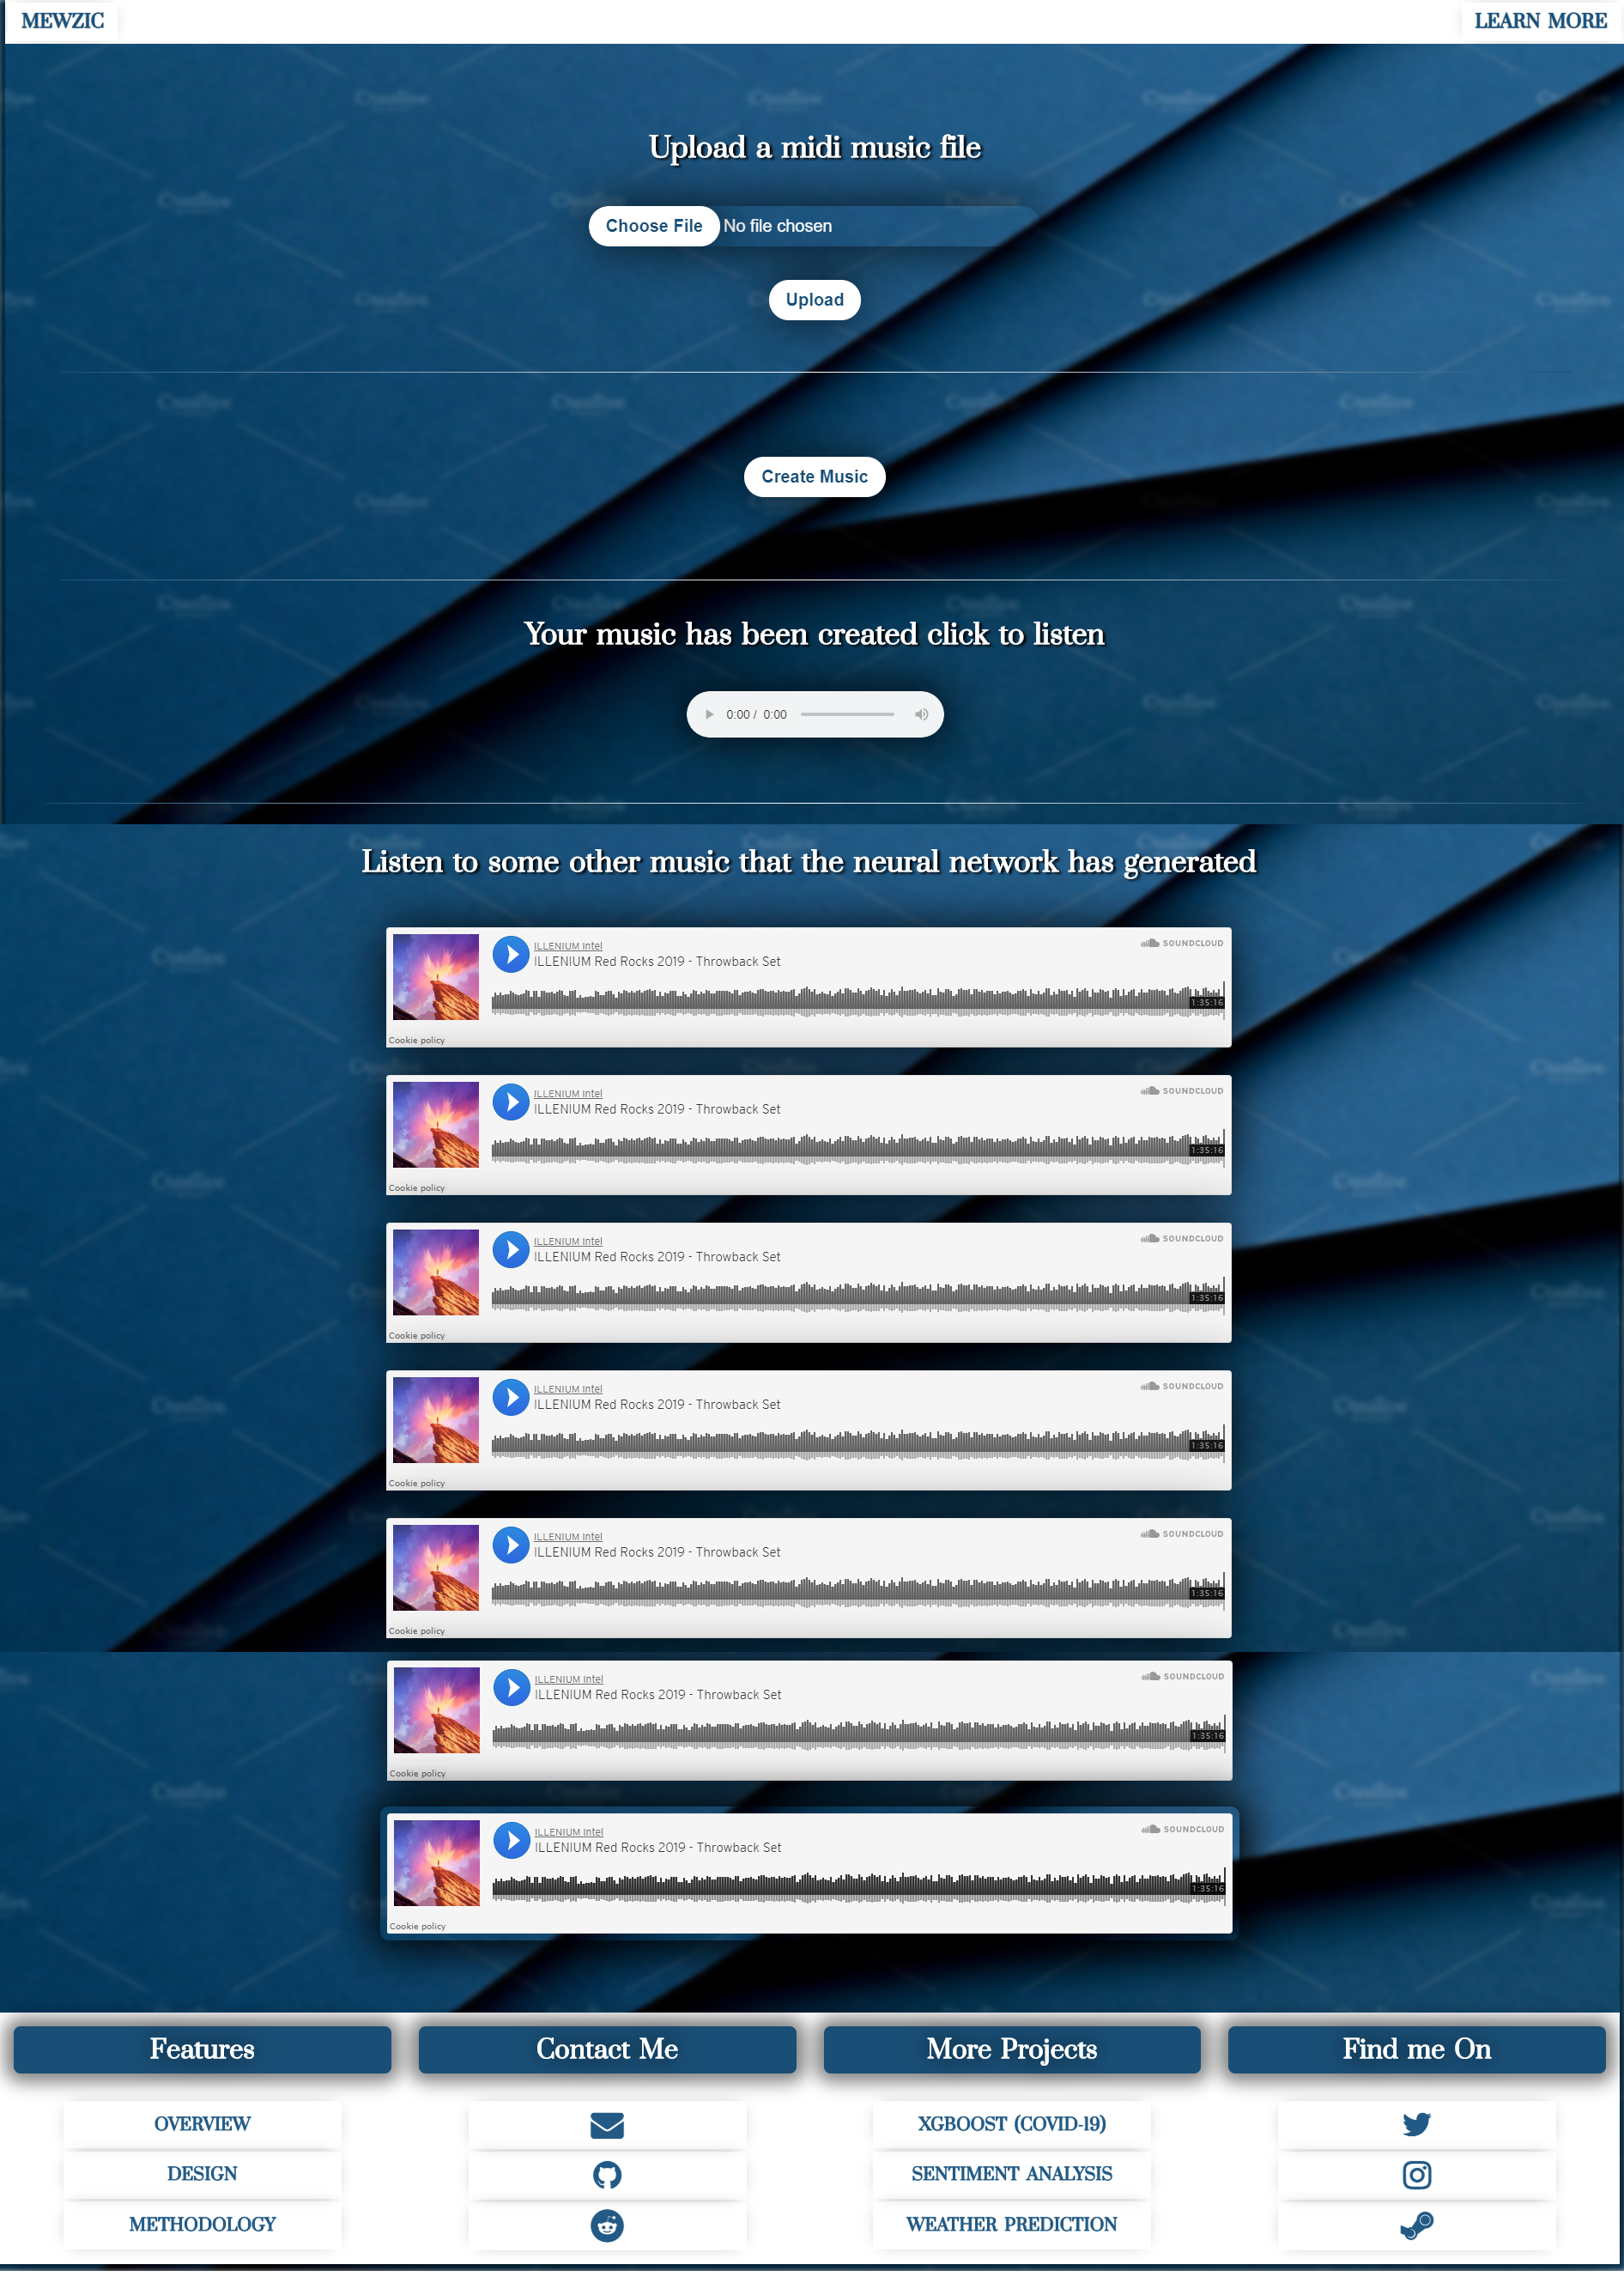 MEWZIC
LEARN MORE
Upload a midi music file
Choose File No file chosen
Upload
Create Music
Your music has been created click to listen
0:00 / 0:00
Listen to some other music that the neural network has generated
ILLENIUM Intel
SOUNDCLOUD
ILLENIUM Red Rocks 2019 - Throwback Set
1:35:16
Cookie policy
ILLENIUM Intel
SOUNDCLOUD
ILLENIUM Red Rocks 2019 - Throwback Set
1:35:16
Cookie policy
ILLENIUM Intel
SOUNDCLOUD
ILLENIUM Red Rocks 2019 - Throwback Set
1:35:16
Cookie policy
ILLENIUM Intel
SOUNDCLOUD
ILLENIUM Red Rocks 2019 - Throwback Set
1:35:16
Cookie policy
ILLENIUM Intel
SOUNDCLOUD
ILLENIUM Red Rocks 2019 - Throwback Set
1:35:16
Cookie policy
ILLENIUM Intel
SOUNDCLOUD
ILLENIUM Red Rocks 2019 - Throwback Set
1:35:16
Cookie policy
ILLENIUM Intel
SOUNDCLOUD
ILLENIUM Red Rocks 2019 - Throwback Set
1:35:16
Cookie policy
Features
OVERVIEW
DESIGN
METHODOLOGY
Contact Me
More Projects
XGBOOST (COVID-19)
SENTIMENT ANALYSIS
WEATHER PREDICTION
Find me On